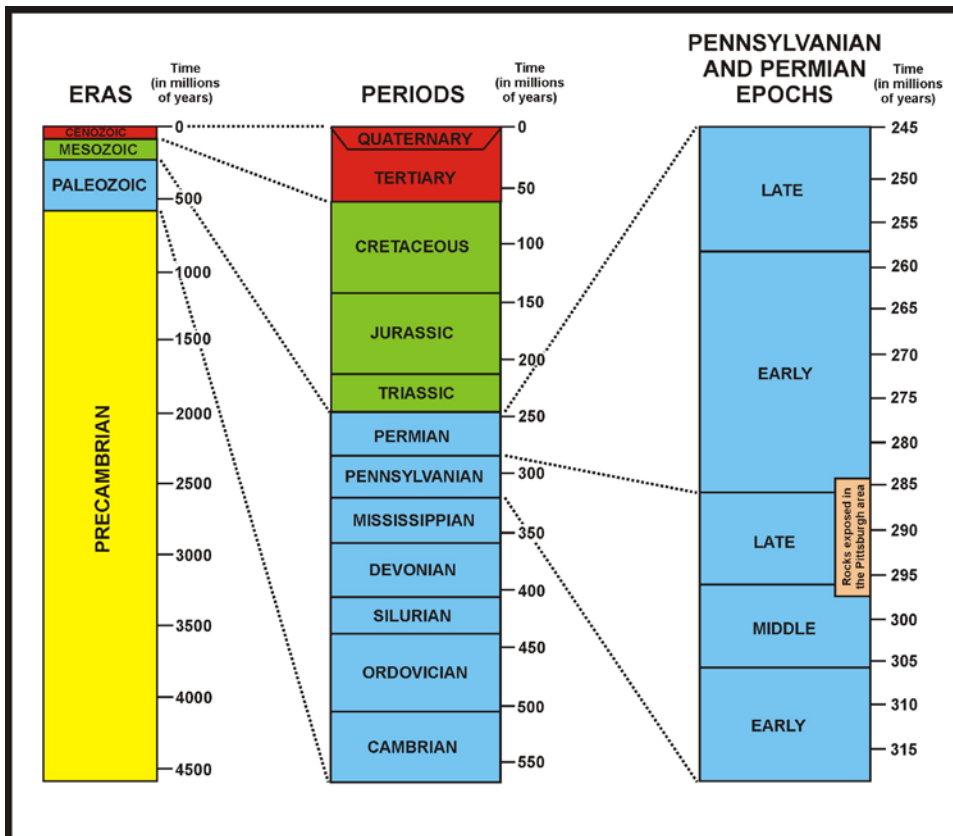 ERAS
Time
(in millions
of years)
CENOZOIC
MESOZOIC
PALEOZOIC
PRECAMBRIAN
0
500
1000
1500
2000
2500
3000
3500
4000
4500
PERIODS
Time
(in millions
of years)
QUATERNARY
TERTIARY
CRETACEOUS
JURASSIC
TRIASSIC
PERMIAN
PENNSYLVANIAN
MISSISSIPPIAN
DEVONIAN
SILURIAN
ORDOVICIAN
CAMBRIAN
0
50
100
150
200
250
300
350
400
450
500
550
PENNSYLVANIAN
AND PERMIAN
EPOCHS
Time
(in millions
of years)
LATE
EARLY
LATE
MIDDLE
EARLY
Rocks exposed in
the Pittsburgh area
245
250
255
260
265
270
275
280
285
290
295
300
305
310
315